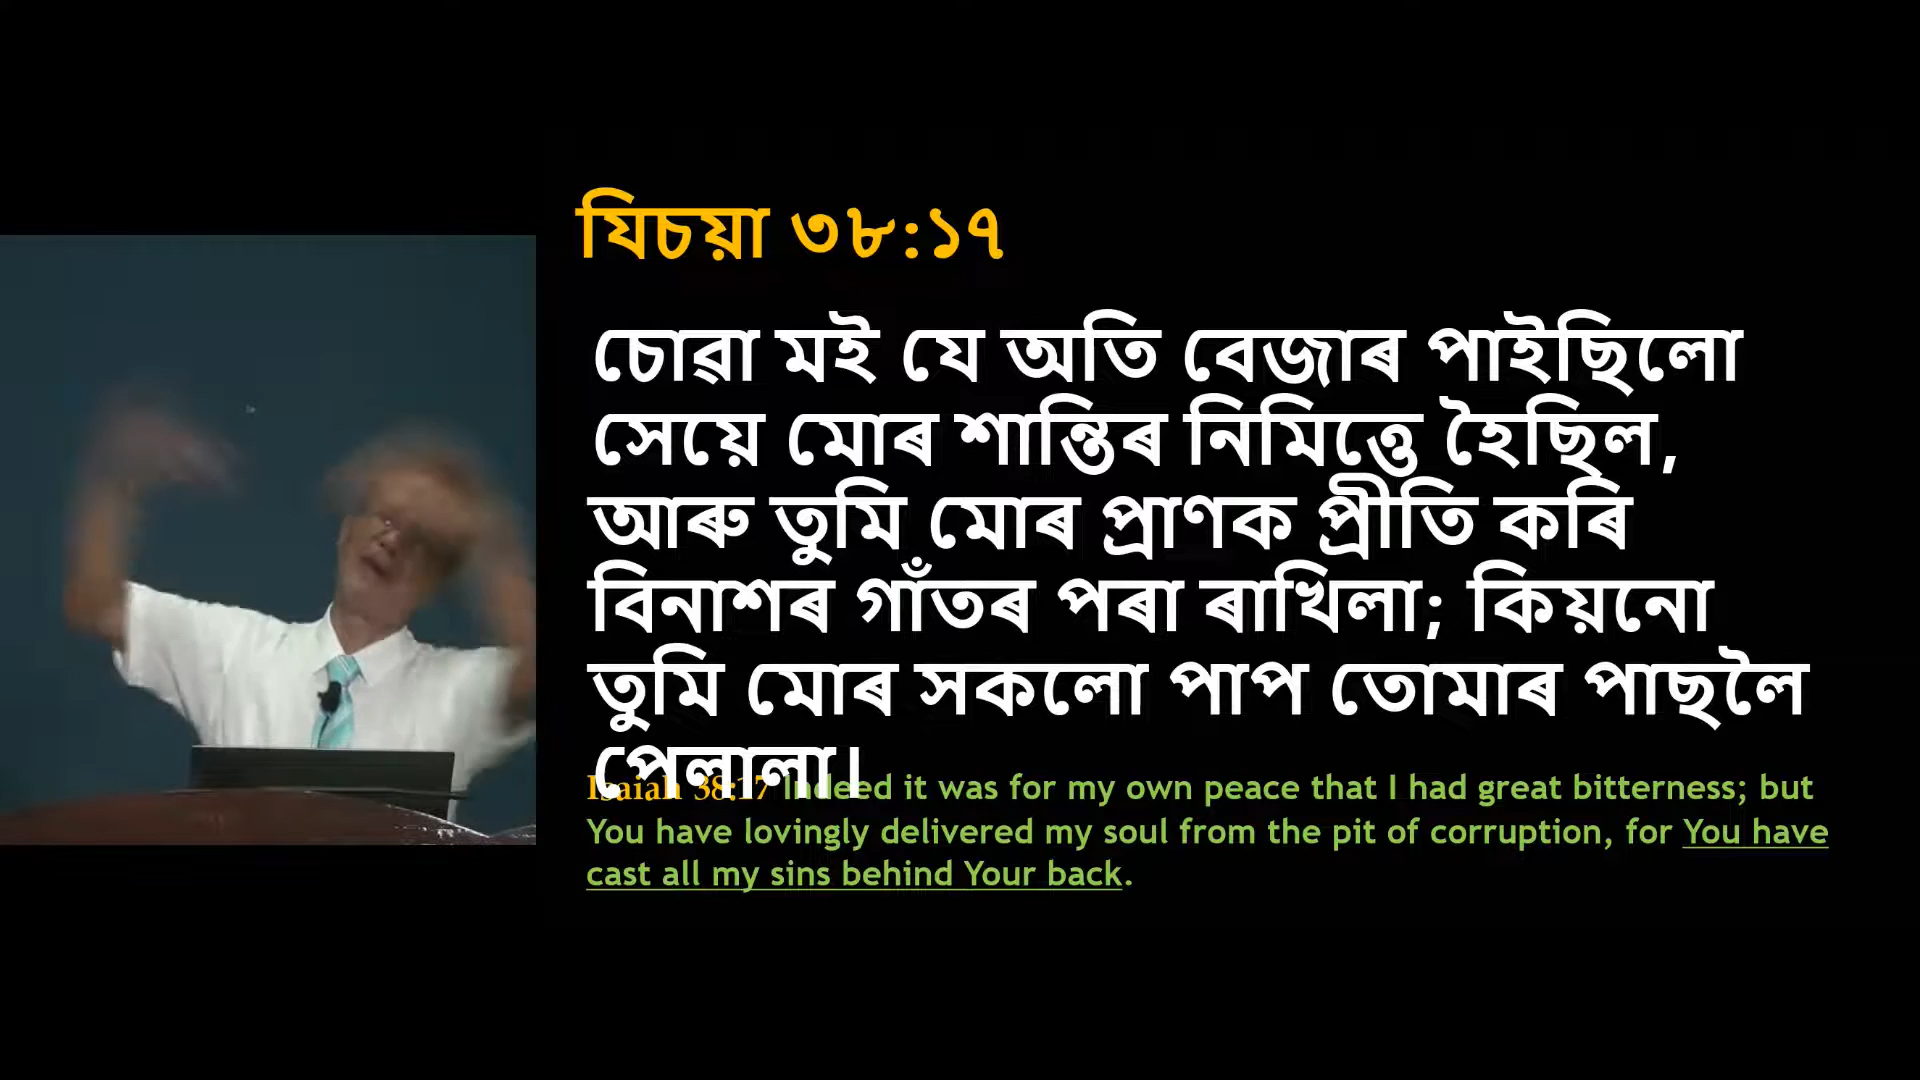 যিচয়া ৩৮:১৭
চোৱা মই যে অতি বেজাৰ পাইছিলো
সেয়ে মোৰ শান্তিৰ নিমিত্তে হৈছিল,
আৰু তুমি মোৰ প্ৰাণক প্ৰীতি কৰি
বিনাশৰ গাঁতৰ পৰা ৰাখিলা; কিয়নো
তুমি মোৰ সকলো পাপ তোমাৰ পাছলৈ
পেলালা।
Isaiah 38:17 Indeed it was for my own peace that I had great bitterness; but
You have lovingly delivered my soul from the pit of corruption, for You have
cast all my sins behind Your back.